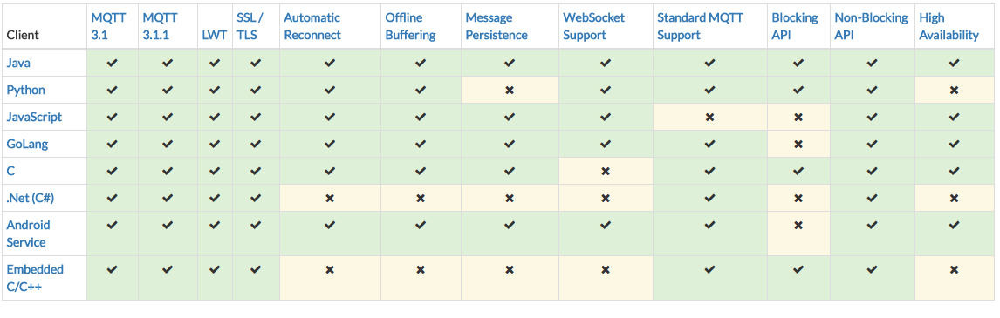 Client MQTT 3.1 MQTT 3.1.1 LWT SSL / TLS Automatic Reconnect Offline Buffering Message Persistence WebSocket Support Standard MQTT Support Blocking API Non-Blocking API High Availability
Java ✔ ✔ ✔ ✔ ✔ ✔ ✔ ✔ ✔ ✔ ✔ ✔
Python ✔ ✔ ✔ ✔ ✔ ✔ ✖ ✔ ✔ ✔ ✔ ✖
JavaScript ✔ ✔ ✔ ✔ ✔ ✔ ✔ ✔ ✖ ✖ ✔ ✔
GoLang ✔ ✔ ✔ ✔ ✔ ✔ ✔ ✔ ✔ ✖ ✔ ✔
C ✔ ✔ ✔ ✔ ✔ ✔ ✔ ✖ ✔ ✔ ✔ ✔
.Net (C#) ✔ ✔ ✔ ✔ ✖ ✖ ✖ ✖ ✔ ✖ ✔ ✖
Android Service ✔ ✔ ✔ ✔ ✔ ✔ ✔ ✔ ✔ ✖ ✔ ✔
Embedded C/C++ ✔ ✔ ✔ ✔ ✖ ✖ ✖ ✖ ✔ ✔ ✔ ✖